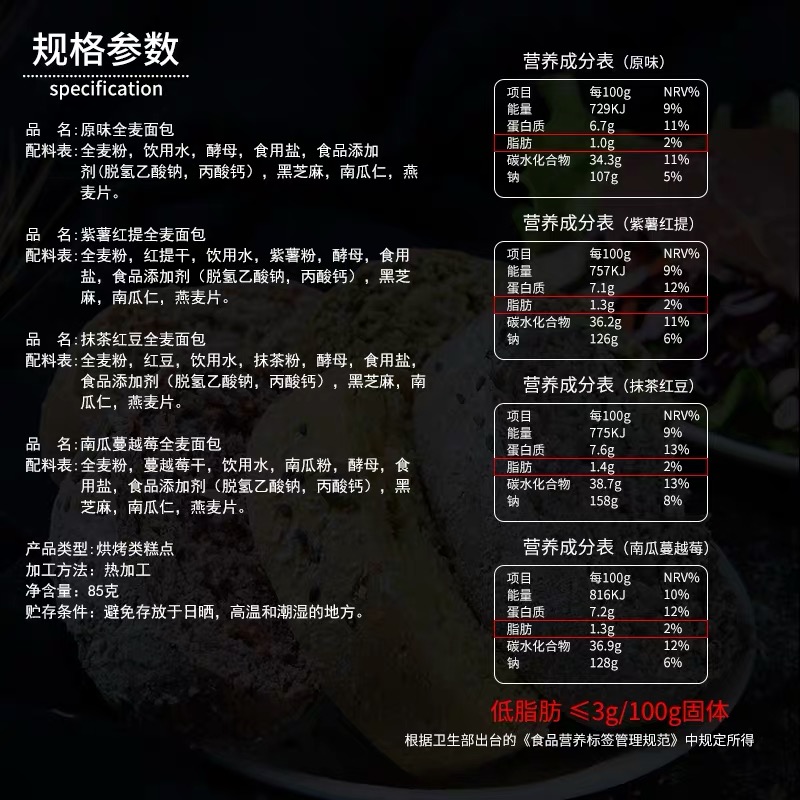 规格参数
specification
品　名:原味全麦面包
配料表:全麦粉，饮用水，酵母，食用盐，食品添加
剂(脱氢乙酸钠，丙酸钙），黑芝麻，南瓜仁，燕
麦片。
品　名:紫薯红提全麦面包
配料表:全麦粉，红提干，饮用水，紫薯粉，酵母，食用
盐，食品添加剂（脱氢乙酸钠，丙酸钙），黑芝
麻，南瓜仁，燕麦片。
品　名:抹茶红豆全麦面包
配料表:全麦粉，红豆，饮用水，抹茶粉，酵母，食用盐，
食品添加剂（脱氢乙酸钠，丙酸钙），黑芝麻，南
瓜仁，燕麦片。
品　名:南瓜蔓越莓全麦面包
配料表:全麦粉，蔓越莓干，饮用水，南瓜粉，酵母，食
用盐，食品添加剂（脱氢乙酸钠，丙酸钙），黑
芝麻，南瓜仁，燕麦片。
产品类型:烘烤类糕点
加工方法：热加工
净含量：85克
贮存条件：避免存放于日晒，高温和潮湿的地方。
营养成分表（原味）
项目 每100g NRV%
能量 729KJ 9%
蛋白质 6.7g 11%
脂肪 1.0g 2%
碳水化合物 34.3g 11%
钠 107g 5%
营养成分表（紫薯红提）
项目 每100g NRV%
能量 757KJ 9%
蛋白质 7.1g 12%
脂肪 1.3g 2%
碳水化合物 36.2g 11%
钠 126g 6%
营养成分表（抹茶红豆）
项目 每100g NRV%
能量 775KJ 9%
蛋白质 7.6g 13%
脂肪 1.4g 2%
碳水化合物 38.7g 13%
钠 158g 8%
营养成分表（南瓜蔓越莓）
项目 每100g NRV%
能量 816KJ 10%
蛋白质 7.2g 12%
脂肪 1.3g 2%
碳水化合物 36.9g 12%
钠 128g 6%
低脂肪 ≤3g/100g固体
根据卫生部出台的《食品营养标签管理规范》中规定所得